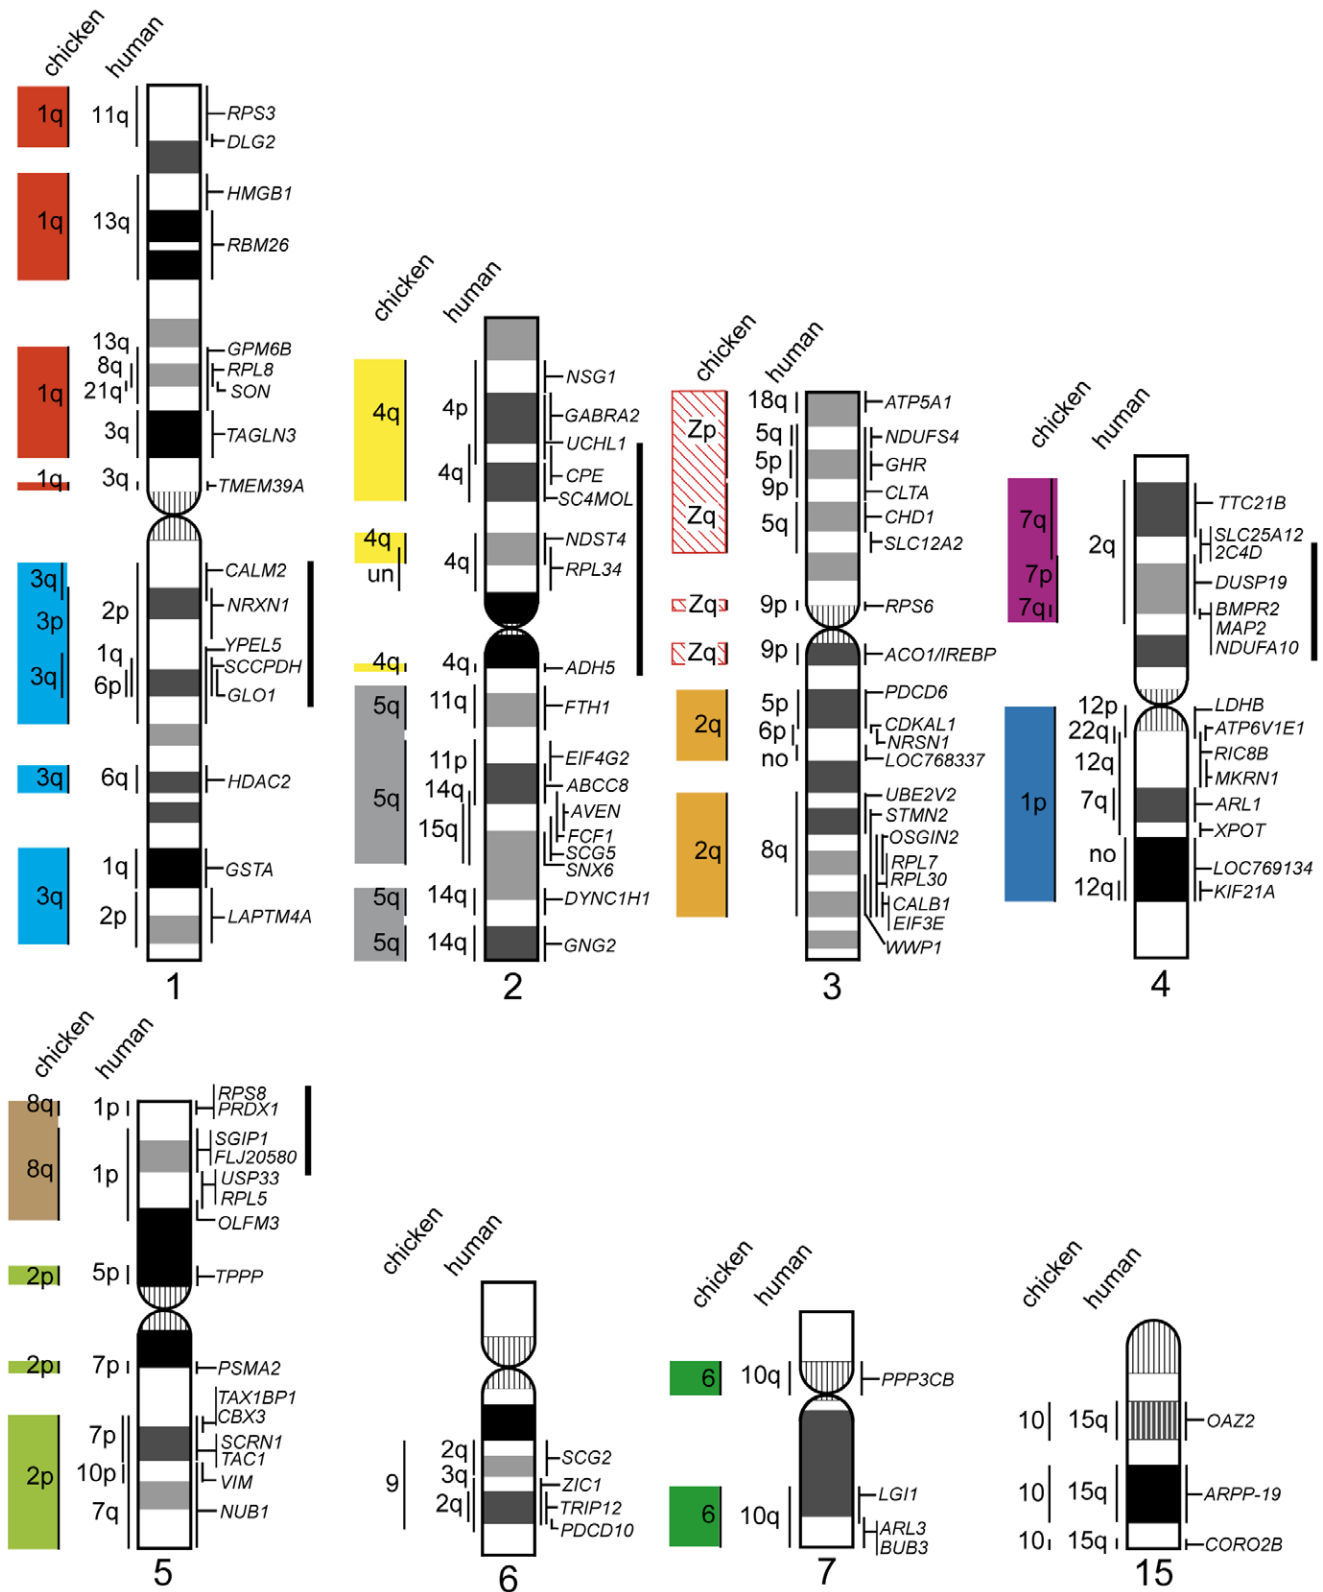 chicken human
1q 11q RPS3
DLG2
1q 13q HMGB1
RBM26
1q 13q GPM6B
8q RPL8
21q SON
3q TAGLN3
1q 3q TMEM39A
3q 2p CALM2
3p NRXN1
3q 1q YPEL5
6p SCCPDH
GLO1
3q 6q HDAC2
3q 1q GSTA
2p LAPTM4A
1
chicken human
4q 4p NSG1
GABRA2
UCHL1
4q CPE
SC4MOL
4q 4q NDST4
un RPL34
4q 4q ADH5
5q 11q FTH1
5q 11p EIF4G2
14q ABCC8
15q AVEN
FCF1
SCG5
SNX6
5q 14q DYNC1H1
5q 14q GNG2
2
chicken human
Zp 18q ATP5A1
5q NDUFS4
5p GHR
Zq 9p CLTA
5q CHD1
SLC12A2
Zq 9p RPS6
Zq 9p ACO1/IREBP
2q 5p PDCD6
6p CDKAL1
NRSN1
no LOC768337
2q 8q UBE2V2
STMN2
OSGIN2
RPL7
RPL30
CALB1
EIF3E
WWP1
3
chicken human
7q 2q TTC21B
SLC25A12
2C4D
7p DUSP19
7q BMPR2
MAP2
NDUFA10
1p 12p LDHB
22q ATP6V1E1
12q RIC8B
MKRN1
7q ARL1
XPOT
no LOC769134
12q KIF21A
4
chicken human
8q 1p RPS8
PRDX1
8q 1p SGIP1
FLJ20580
USP33
RPL5
OLFM3
2p 5p TPPP
2p 7p PSMA2
2p 7p TAX1BP1
CBX3
SCRN1
TAC1
10p VIM
7q NUB1
5
chicken human
9 2q SCG2
3q ZIC1
2q TRIP12
PDCD10
6
chicken human
6 10q PPP3CB
6 10q LGI1
ARL3
BUB3
7
chicken human
10 15q OAZ2
10 15q ARPP-19
10 15q CORO2B
15